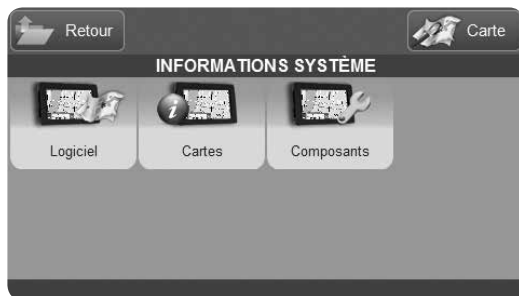 Retour
Carte
INFORMATIONS SYSTÈME
Logiciel
Cartes
Composants